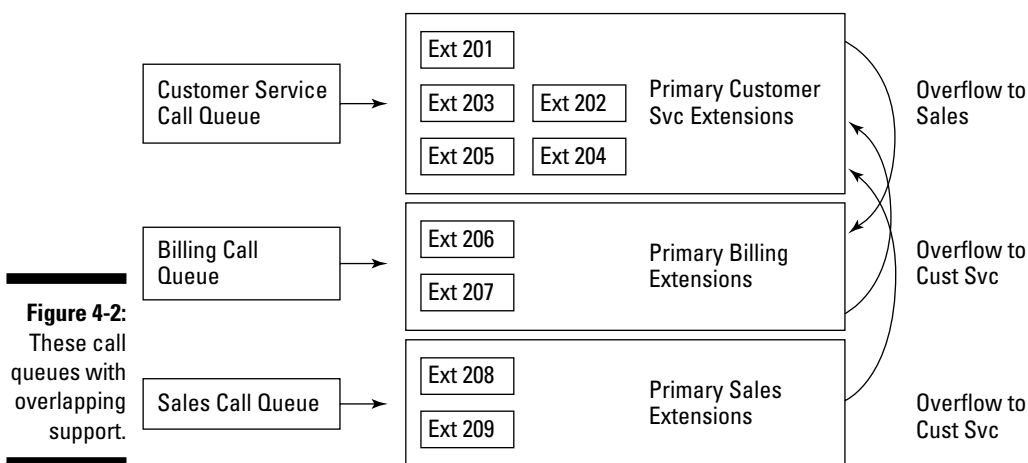 Customer Service
Call Queue
Ext 201
Ext 203
Ext 202
Ext 205
Ext 204
Primary Customer
Svc Extensions
Overflow to
Sales
Billing Call
Queue
Ext 206
Ext 207
Primary Billing
Extensions
Overflow to
Cust Svc
Sales Call Queue
Ext 208
Ext 209
Primary Sales
Extensions
Overflow to
Cust Svc
Figure 4-2:
These call
queues with
overlapping
support.